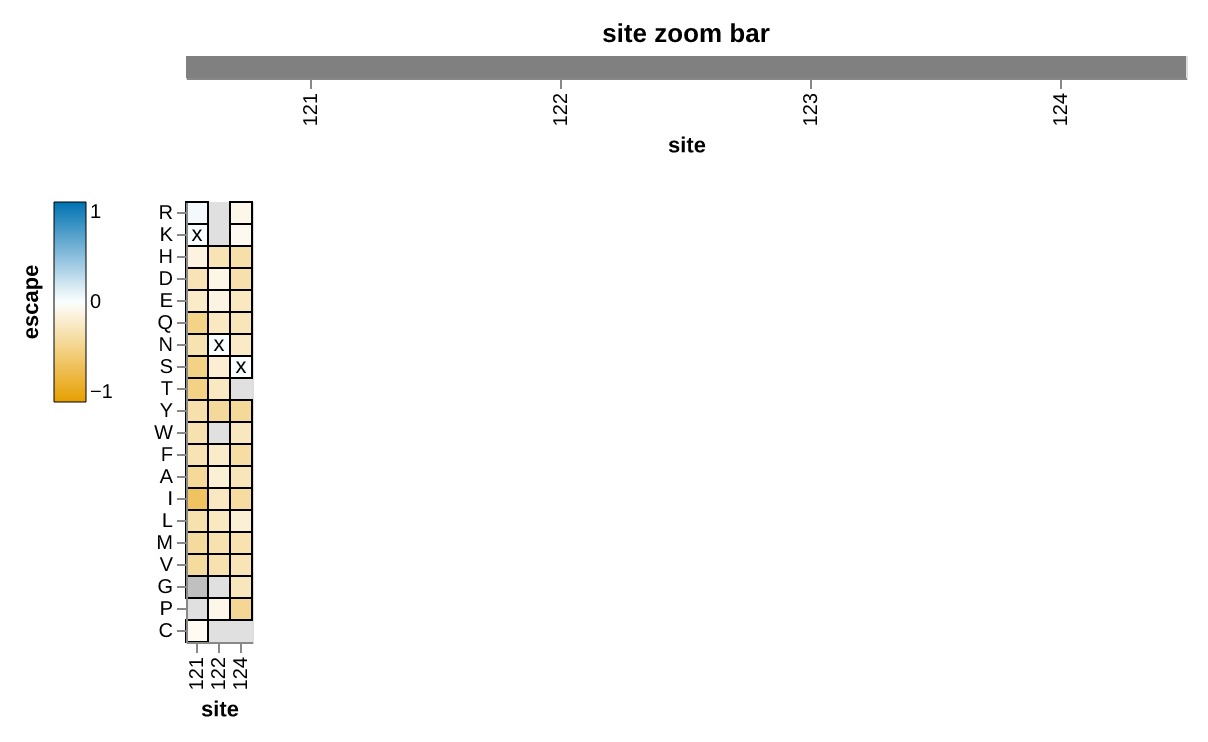 site zoom bar
121 122 123 124
site
escape
1
0
−1
R
K x
H
D
E
Q
N x
S x
T
Y
W
F
A
I
L
M
V
G
P
C
121 122 124
site